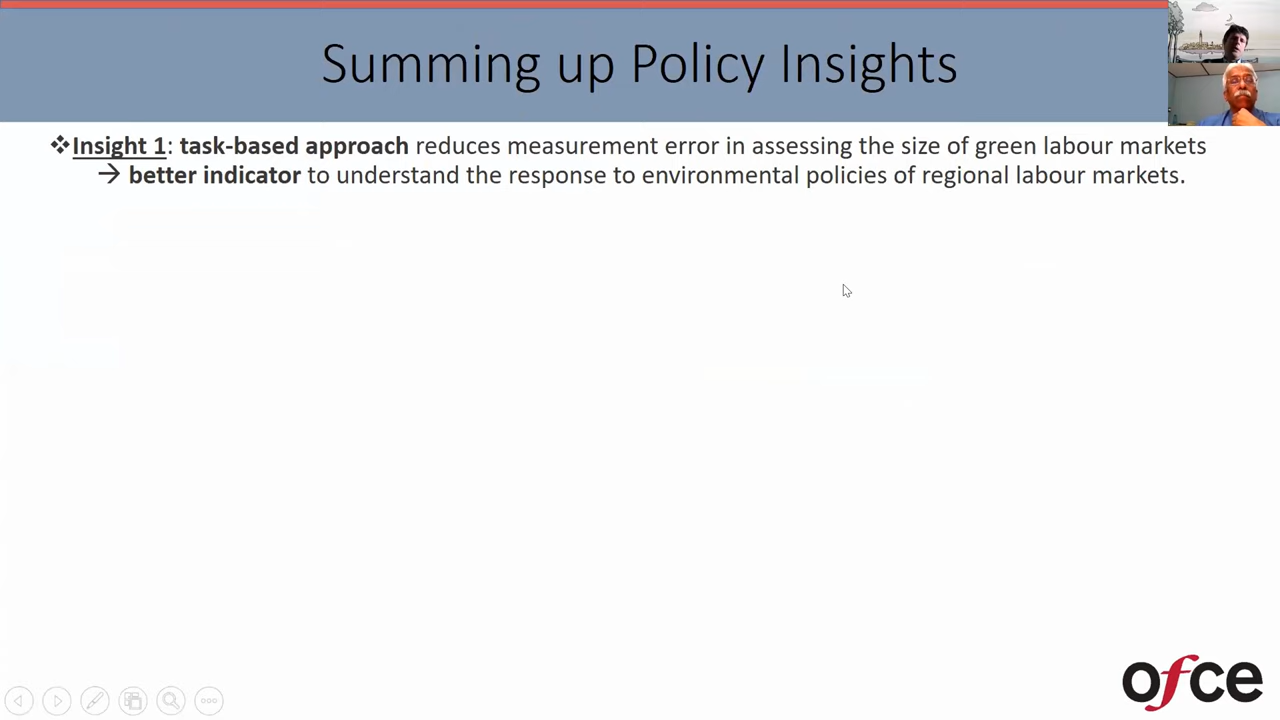 Summing up Policy Insights
❖Insight 1: task-based approach reduces measurement error in assessing the size of green labour markets
→ better indicator to understand the response to environmental policies of regional labour markets.
ofce